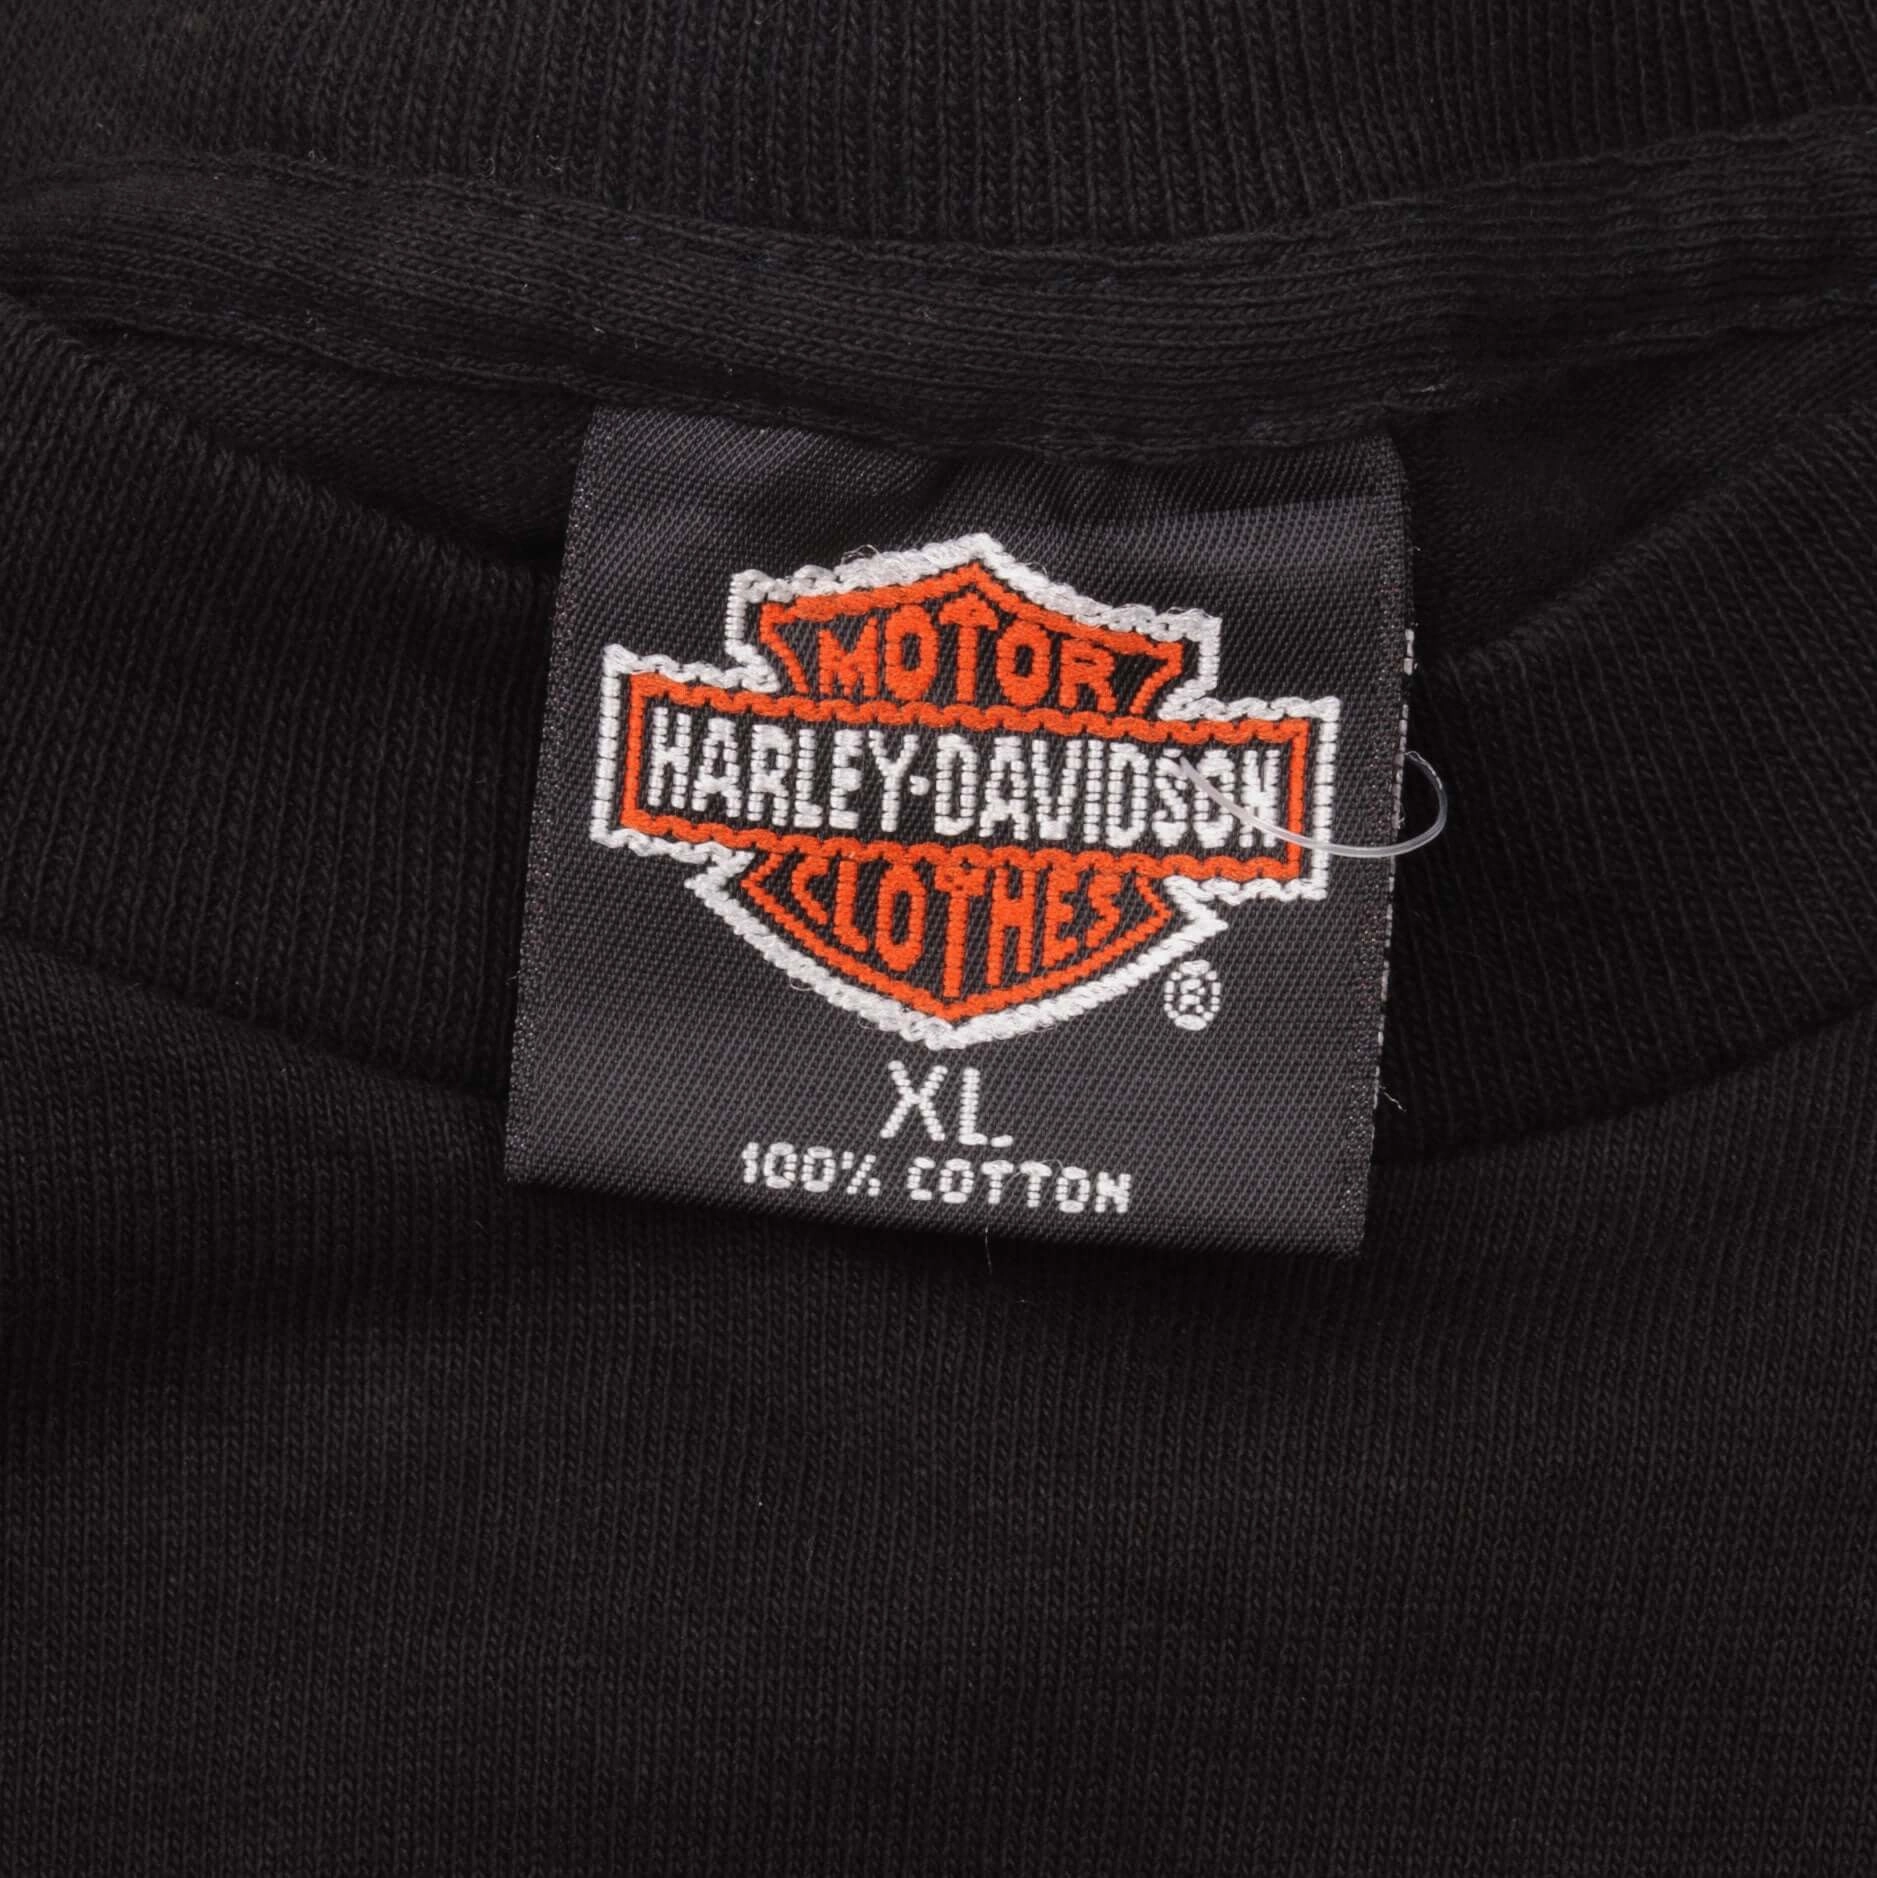 MOTOR
HARLEY-DAVIDSON
CLOTHES
®
XL
100% COTTON